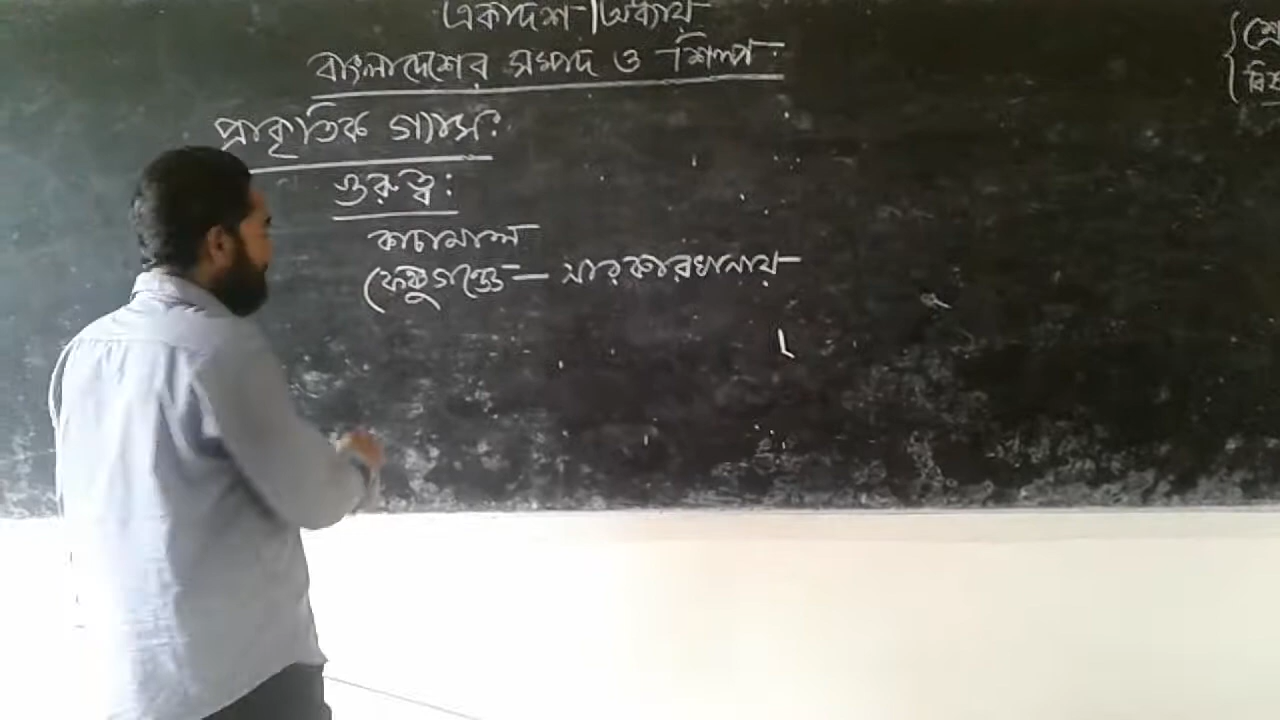 একাদশ অধ্যায়
বাংলাদেশের সম্পদ ও শিল্প
প্রাকৃতিক গ্যাস:
গুরুত্ব:
কাচামাল
ফেঞ্চুগঞ্জে — সারকারখানায়